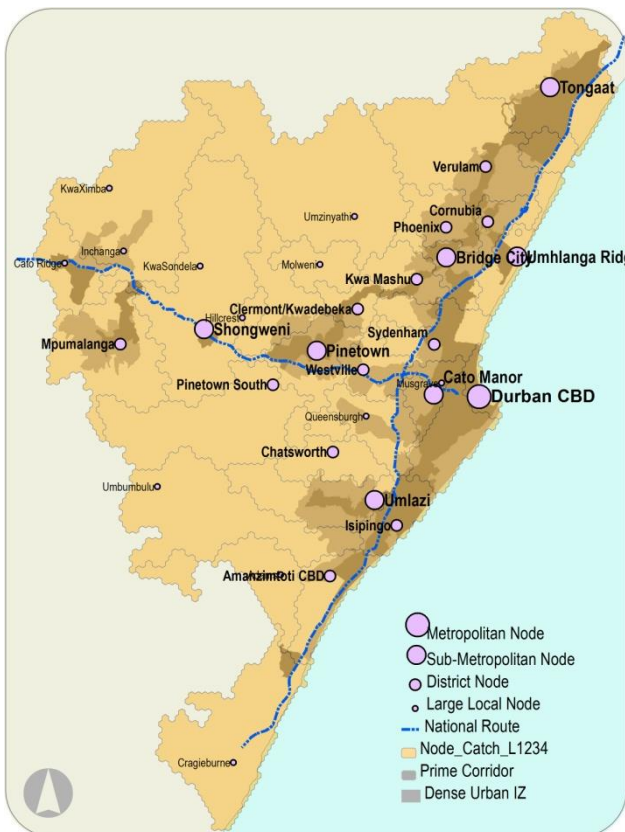 Tongaat
Verulam
KwaXimba
Cornubia
Umzinyathi
Phoenix
Inchanga
Bridge City
Umhlanga Ridg
Cato Ridge
KwaSondela
Molweni
Kwa Mashu
Clermont/Kwadebeka
Hillcrest
Shongweni
Mpumalanga
Sydenham
Pinetown
Westville
Cato Manor
Musgrave
Pinetown South
Durban CBD
Queensburgh
Chatsworth
Umbumbulu
Umlazi
Isipingo
Amanzimtoti CBD
Cragieburne
Metropolitan Node
Sub-Metropolitan Node
District Node
Large Local Node
National Route
Node_Catch_L1234
Prime Corridor
Dense Urban IZ